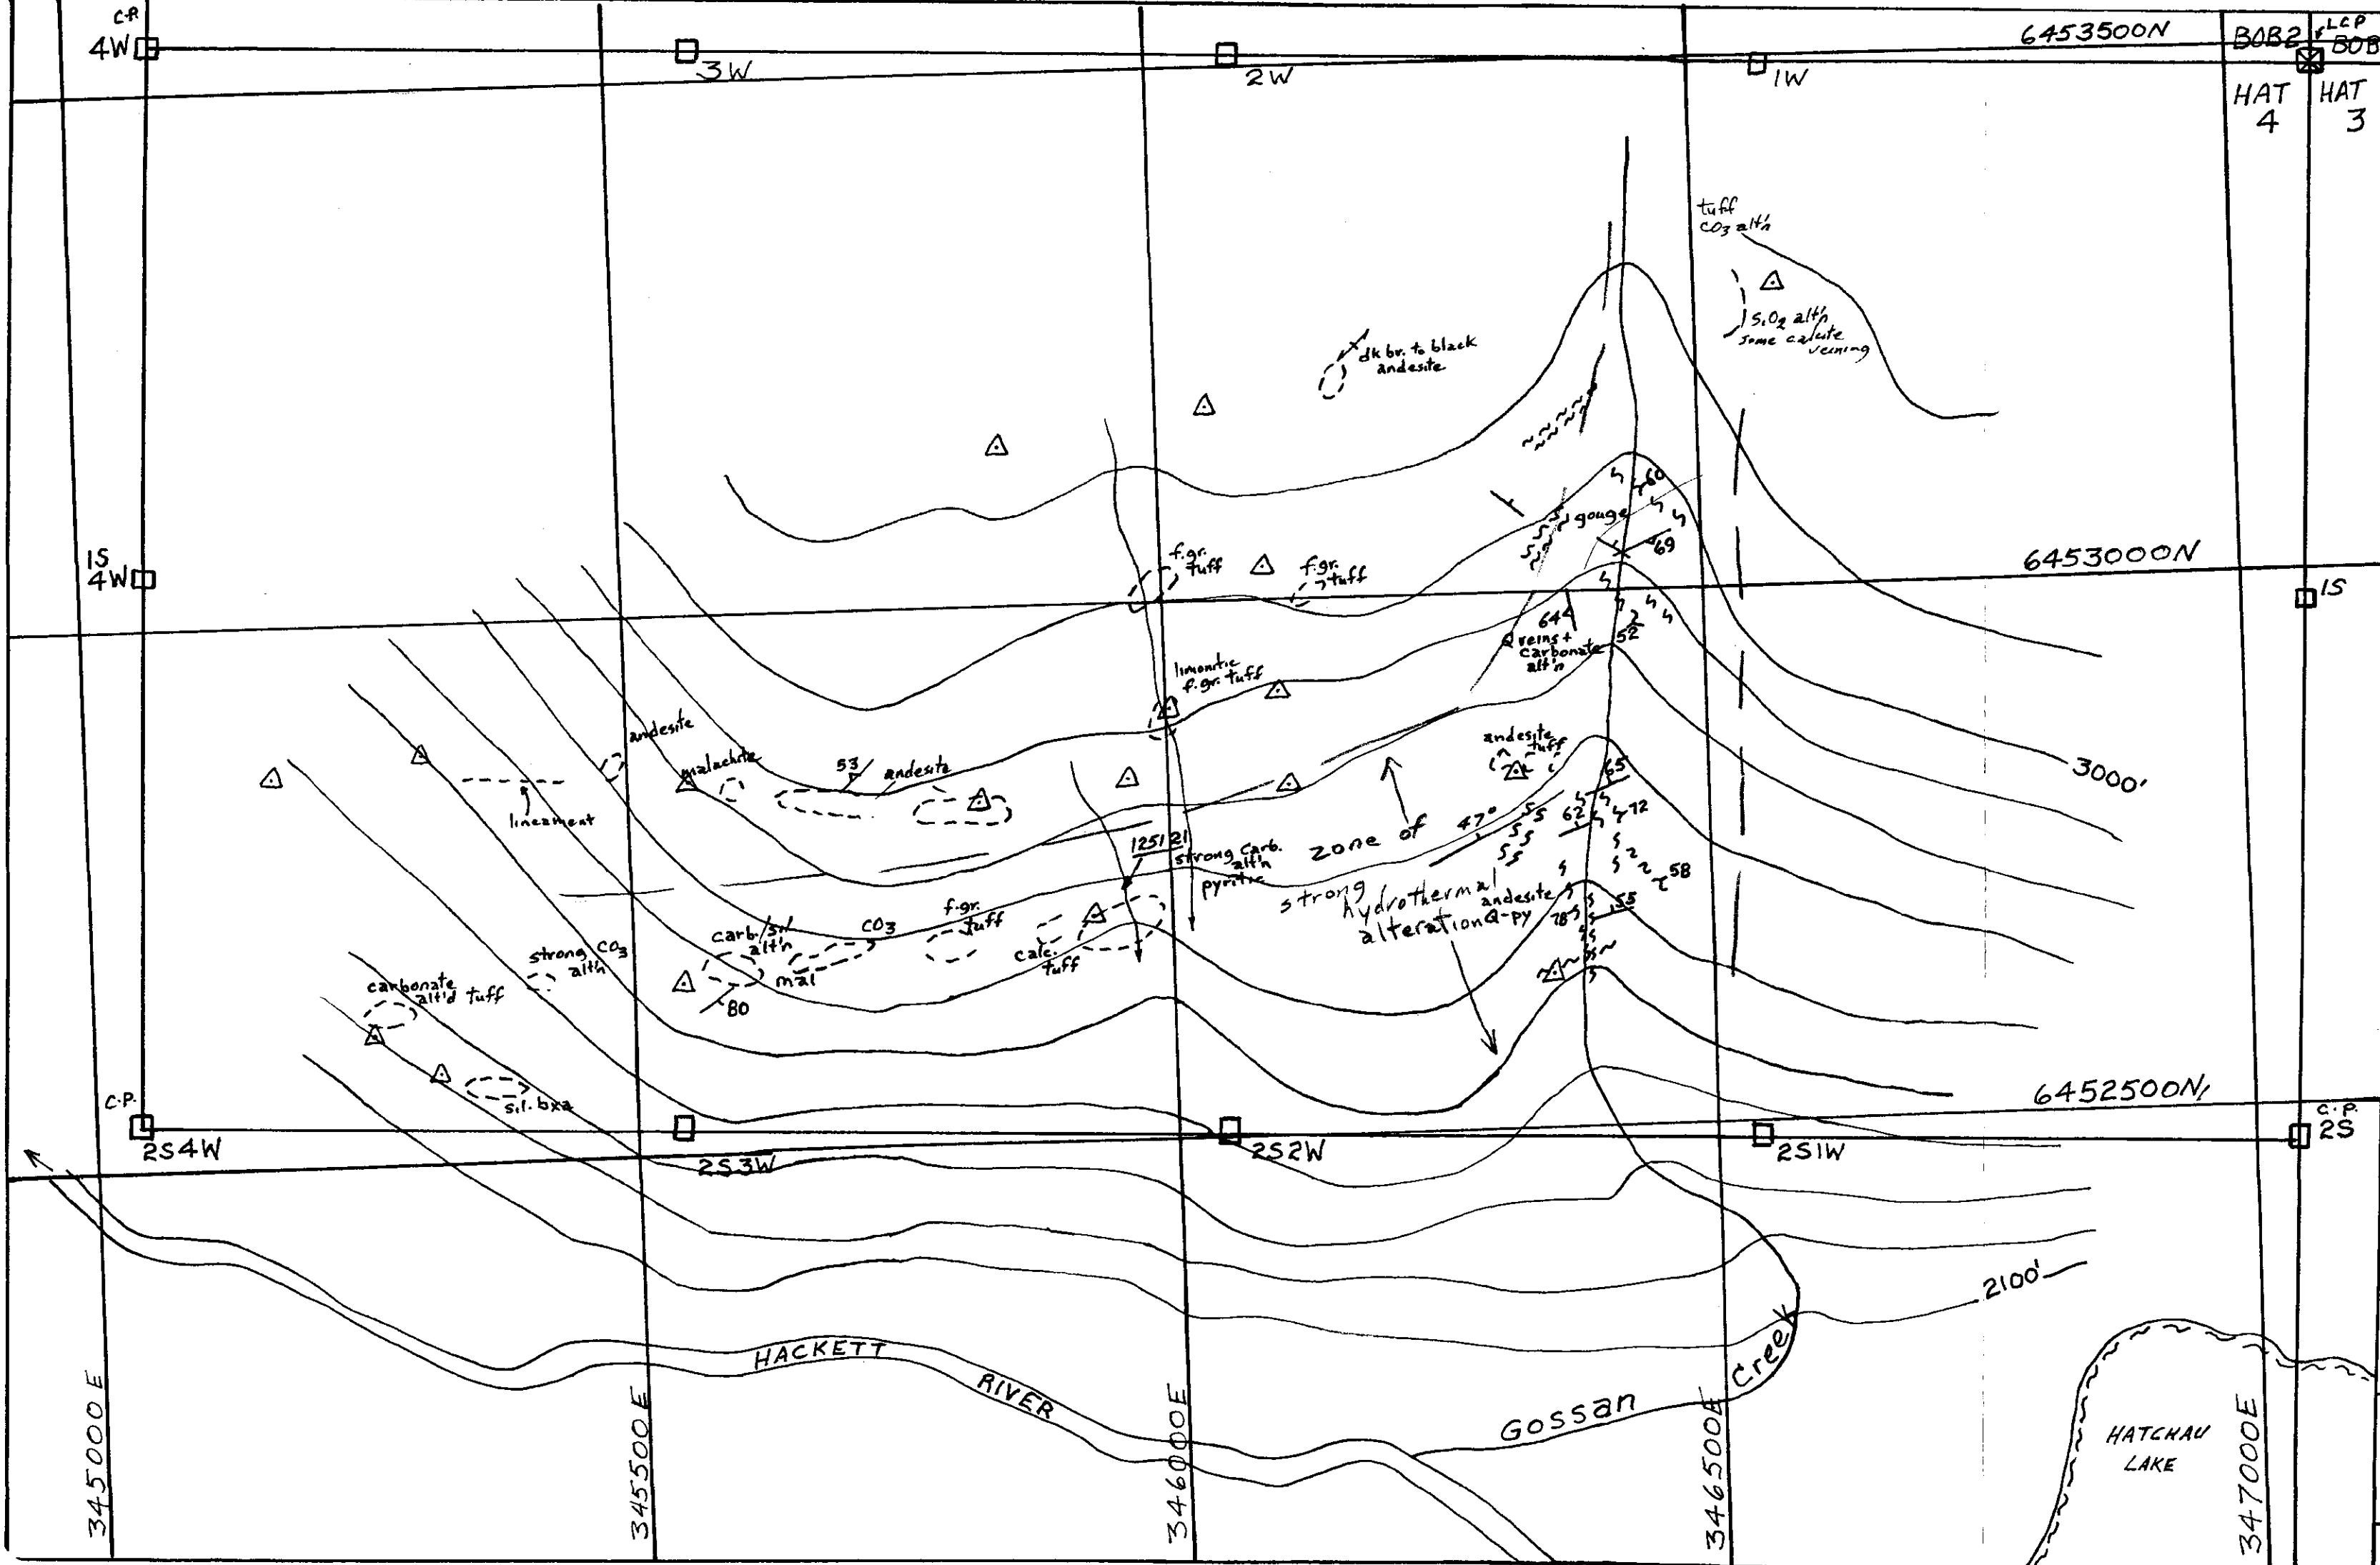 C.P.
4W
3W
2W
1W
6453500N
BOB2
LCP
BOB
HAT
4
HAT
3
tuff
CO3 alt'n
SiO2 alt'n
some calcite
veining
dk br. to black
andesite
60
gouge
69
1S
4W
f.gr.
tuff
f.gr.
tuff
6453000N
1S
64
52
Q veins +
carbonate
alt'n
limonitic
f.gr. tuff
andesite
malachite
53
andesite
lineament
andesite
tuff
65
3000'
62
72
47°
zone of
strong
hydrothermal
alteration Q-py
andesite
58
55
78
125121
strong Carb.
alt'n
pyritic
f.gr.
tuff
calc.
tuff
CO3
carb./sil
alt'n
mal
80
strong CO3
alt'n
carbonate
alt'd tuff
sil. bxa
C.P.
2S4W
2S3W
2S2W
2S1W
6452500N
C.P.
2S
2100'
HACKETT
RIVER
GOSSAN
Creek
HATCHAU
LAKE
345000E
345500E
346000E
346500E
347000E